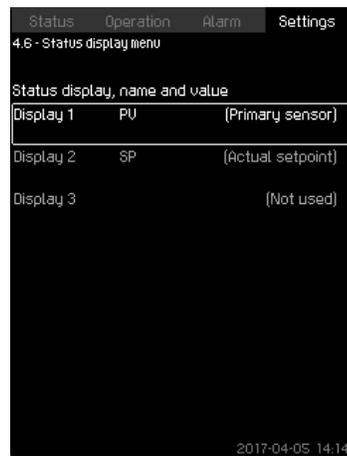 Status Operation Alarm Settings
4.6 - Status display menu
Status display, name and value
Display 1 PV (Primary sensor)
Display 2 SP (Actual setpoint)
Display 3 (Not used)
2017-04-05 14:14